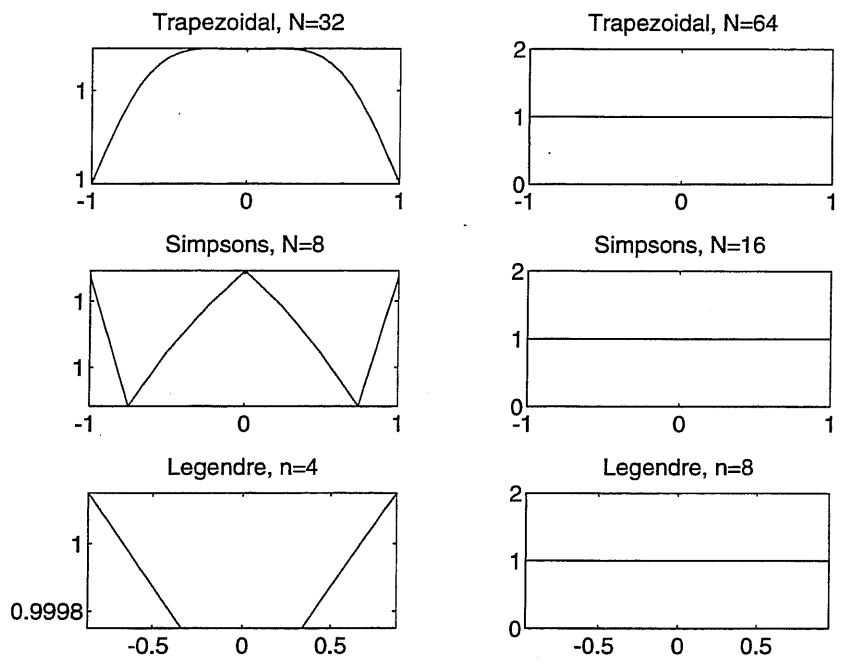 Trapezoidal, N=32
1
1
-1 0 1
Trapezoidal, N=64
2
1
0
-1 0 1
Simpsons, N=8
1
1
-1 0 1
Simpsons, N=16
2
1
0
-1 0 1
Legendre, n=4
1
0.9998
-0.5 0 0.5
Legendre, n=8
2
1
0
-0.5 0 0.5